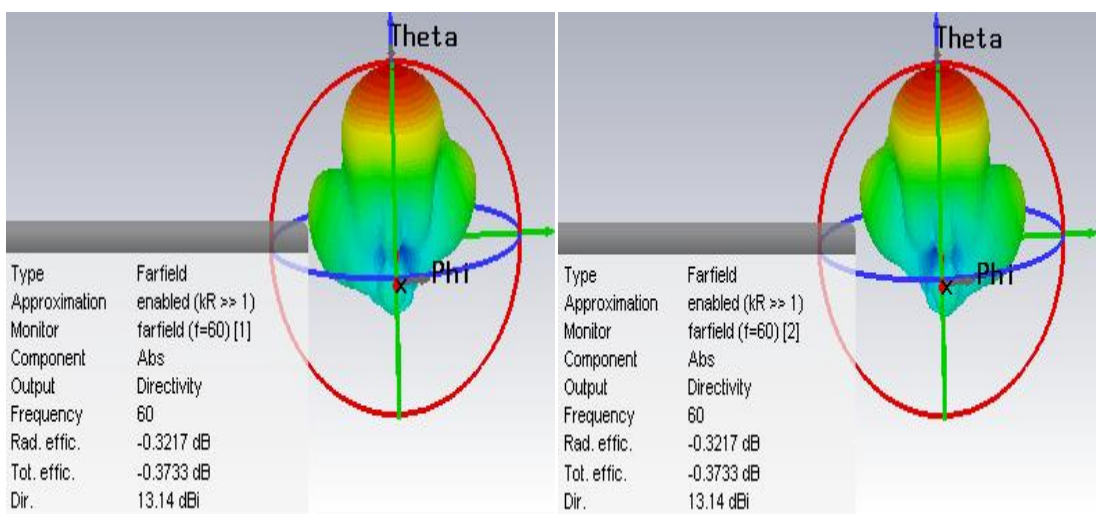 Theta
Phi
x
Type Farfield
Approximation enabled (kR >> 1)
Monitor farfield (f=60) [1]
Component Abs
Output Directivity
Frequency 60
Rad. effic. -0.3217 dB
Tot. effic. -0.3733 dB
Dir. 13.14 dBi
Theta
Phi
x
Type Farfield
Approximation enabled (kR >> 1)
Monitor farfield (f=60) [2]
Component Abs
Output Directivity
Frequency 60
Rad. effic. -0.3217 dB
Tot. effic. -0.3733 dB
Dir. 13.14 dBi